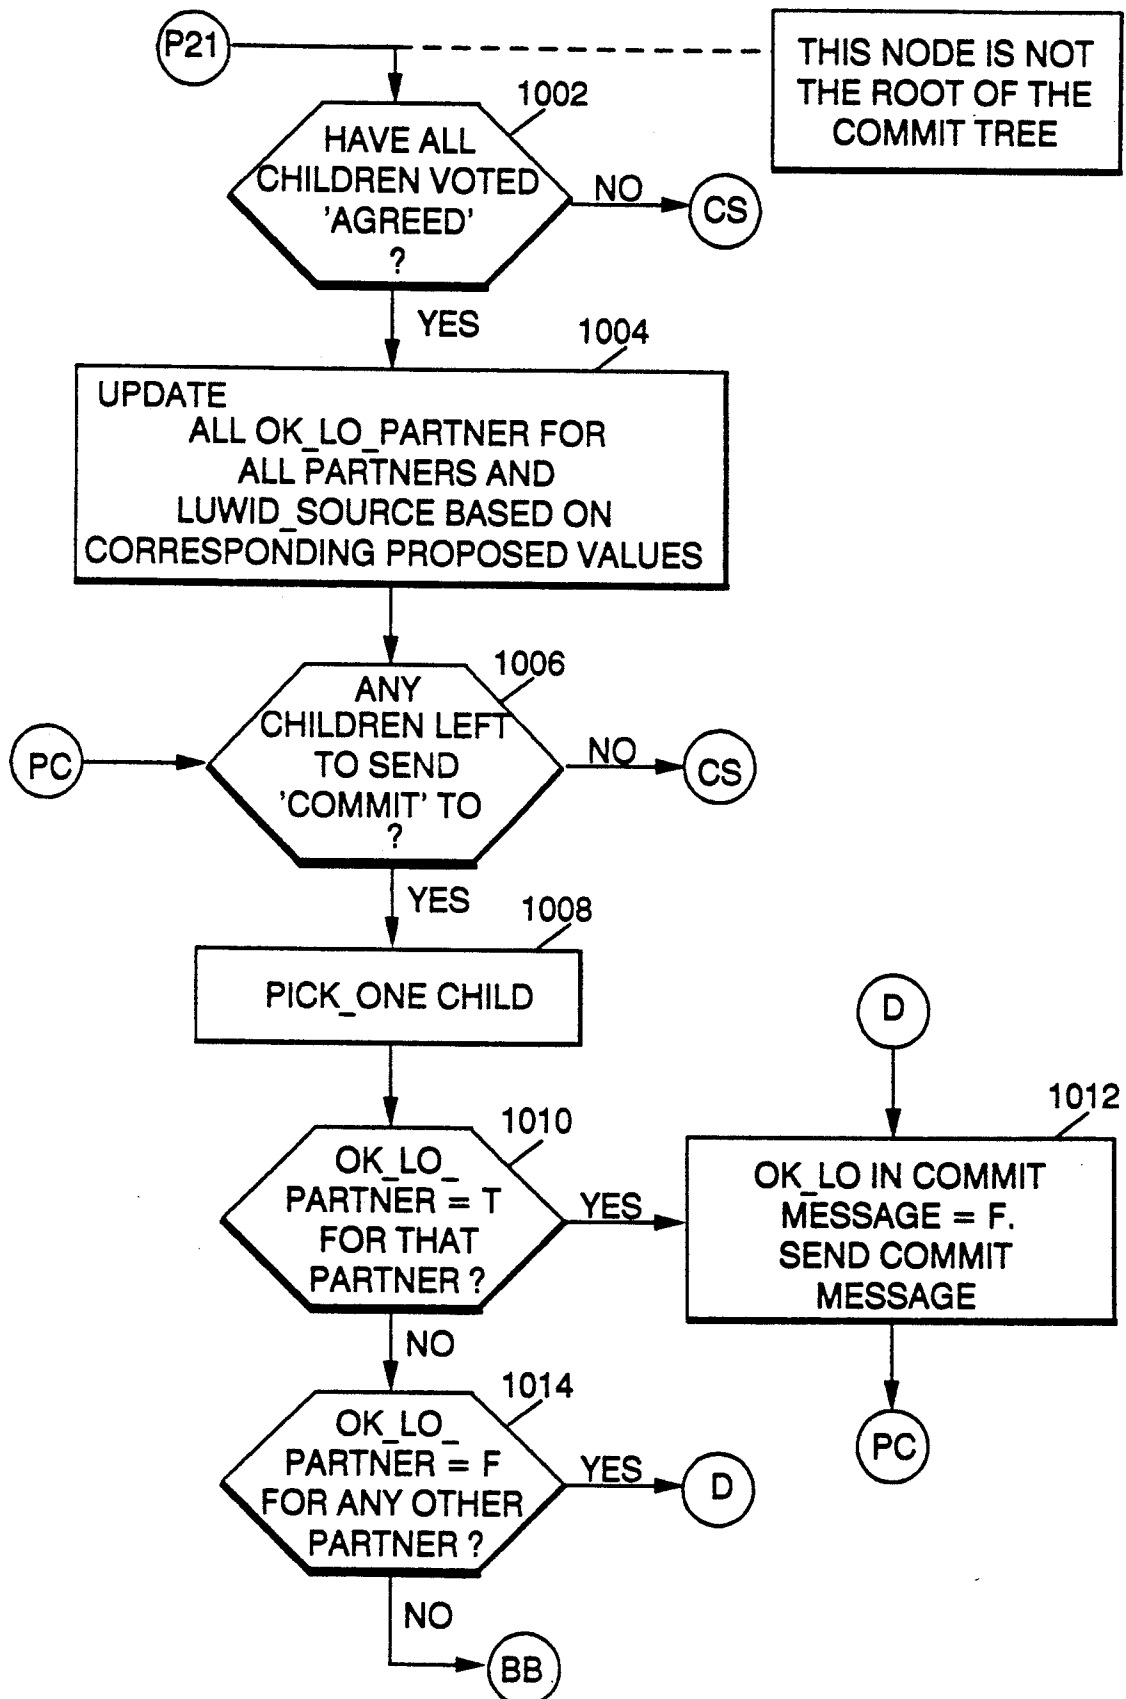 P21
THIS NODE IS NOT
THE ROOT OF THE
COMMIT TREE
1002
HAVE ALL
CHILDREN VOTED
'AGREED'
?
NO
CS
YES
1004
UPDATE
ALL OK_LO_PARTNER FOR
ALL PARTNERS AND
LUWID_SOURCE BASED ON
CORRESPONDING PROPOSED VALUES
1006
ANY
CHILDREN LEFT
TO SEND
'COMMIT' TO
?
PC
NO
CS
YES
1008
PICK_ONE CHILD
D
1010
OK_LO_
PARTNER = T
FOR THAT
PARTNER ?
YES
1012
OK_LO IN COMMIT
MESSAGE = F.
SEND COMMIT
MESSAGE
NO
PC
1014
OK_LO_
PARTNER = F
FOR ANY OTHER
PARTNER ?
YES
D
NO
BB